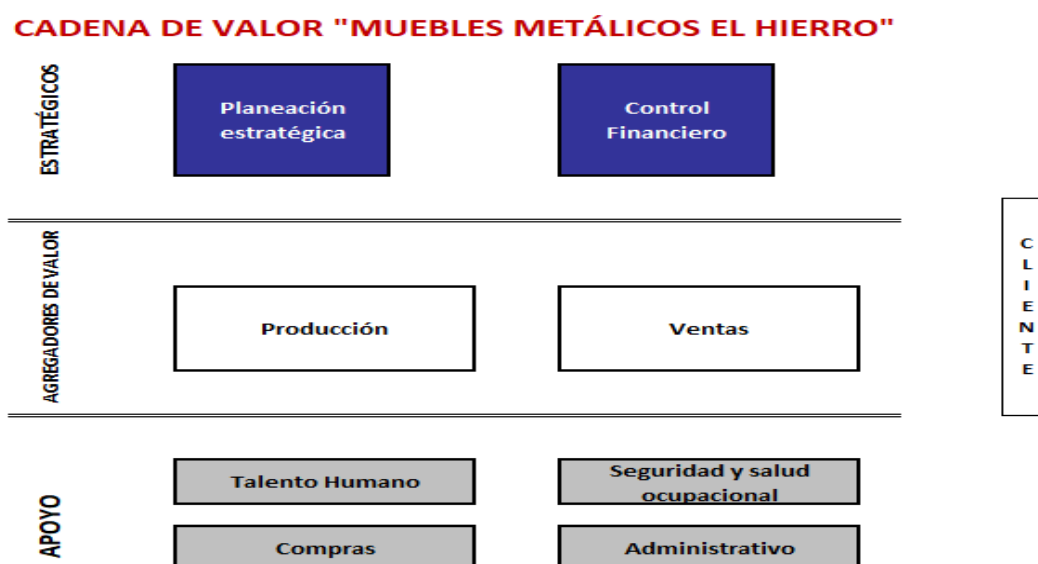 CADENA DE VALOR "MUEBLES METÁLICOS EL HIERRO"
ESTRATÉGICOS
Planeación
estratégica
Control
Financiero
AGREGADORES DE VALOR
Producción
Ventas
C
L
I
E
N
T
E
APOYO
Talento Humano
Seguridad y salud
ocupacional
Compras
Administrativo